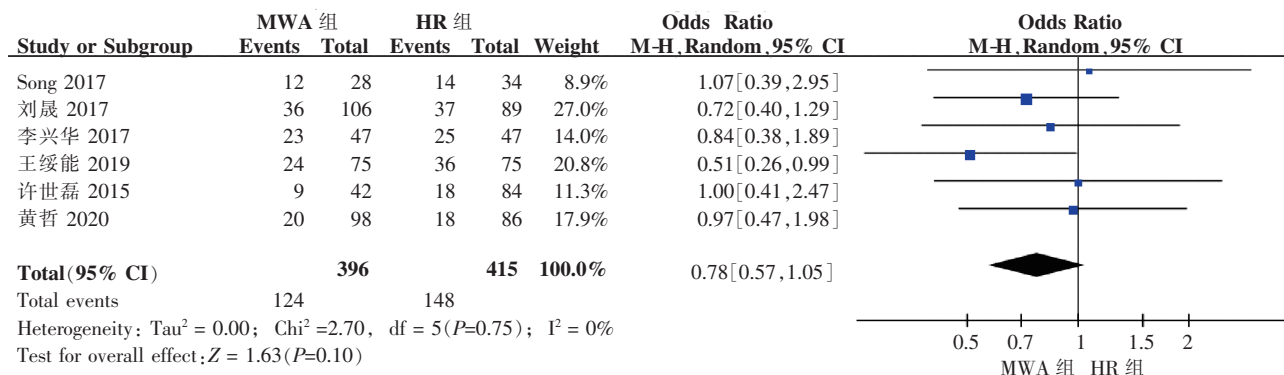 MWA 组 HR 组 Odds Ratio Odds Ratio
Study or Subgroup Events Total Events Total Weight M-H,Random,95% CI M-H,Random,95% CI
Song 2017 12 28 14 34 8.9% 1.07[0.39,2.95]
刘晟 2017 36 106 37 89 27.0% 0.72[0.40,1.29]
李兴华 2017 23 47 25 47 14.0% 0.84[0.38,1.89]
王绥能 2019 24 75 36 75 20.8% 0.51[0.26,0.99]
许世磊 2015 9 42 18 84 11.3% 1.00[0.41,2.47]
黄哲 2020 20 98 18 86 17.9% 0.97[0.47,1.98]
Total(95% CI) 396 415 100.0% 0.78[0.57,1.05]
Total events 124 148
Heterogeneity: Tau² = 0.00; Chi² =2.70, df = 5(P=0.75); I² = 0%
Test for overall effect:Z = 1.63(P=0.10)
0.5 0.7 1 1.5 2
MWA 组 HR 组